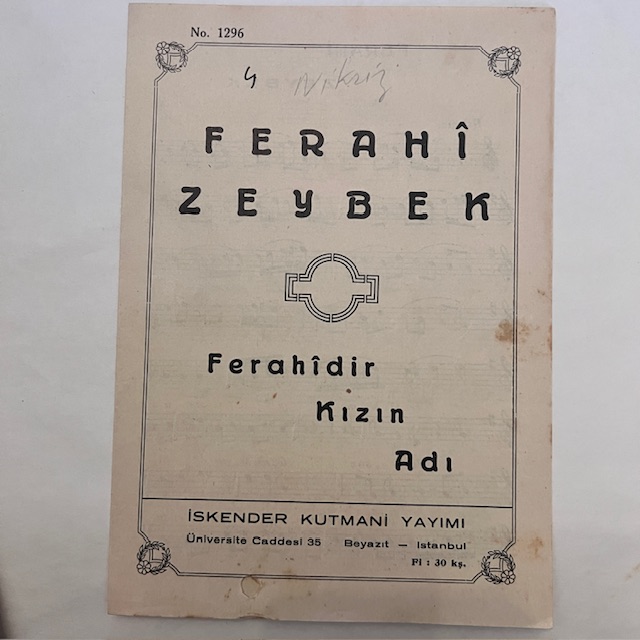 No. 1296
Nikriz
FERAHÎ
ZEYBEK
Ferahîdir
Kızın
Adı
İSKENDER KUTMANİ YAYIMI
Üniversite Caddesi 35 Beyazıt — Istanbul
Fi : 30 kş.